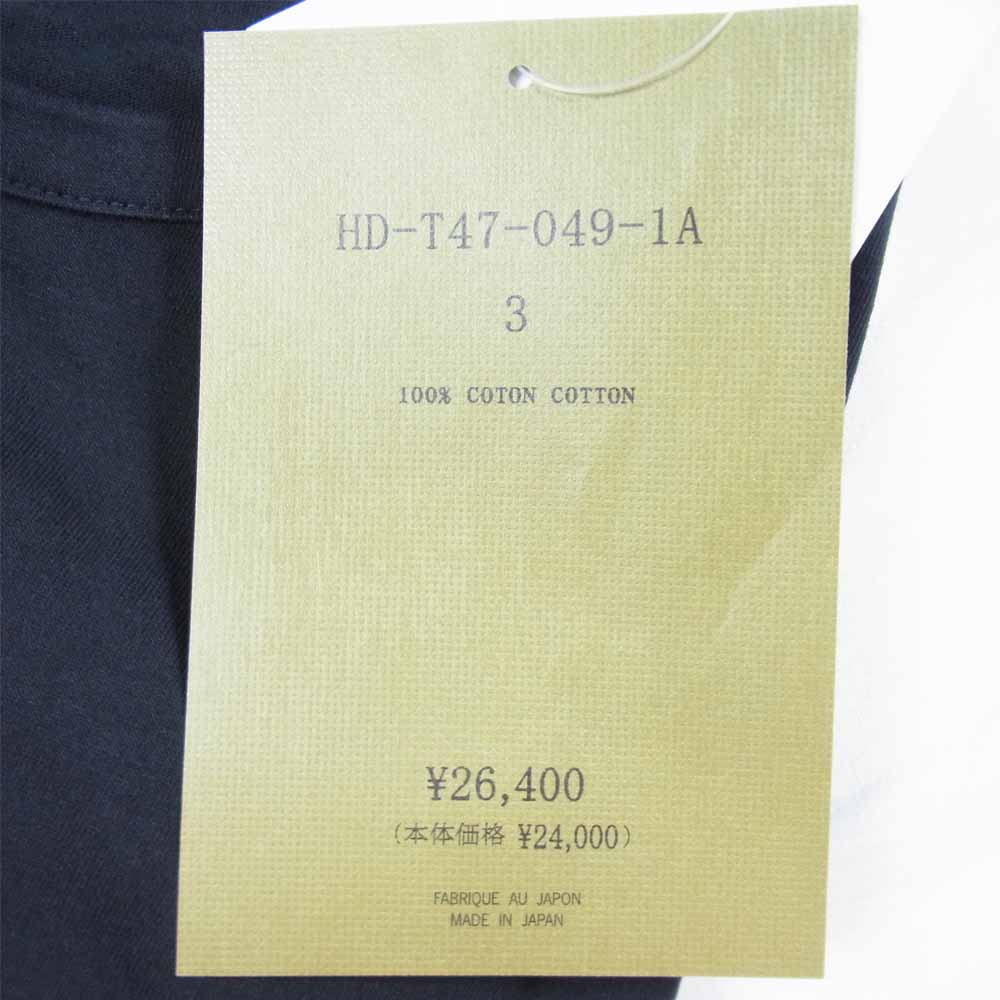 HD-T47-049-1A
3
100% COTON COTTON
¥26,400
(本体価格 ¥24,000)
FABRIQUE AU JAPON
MADE IN JAPAN